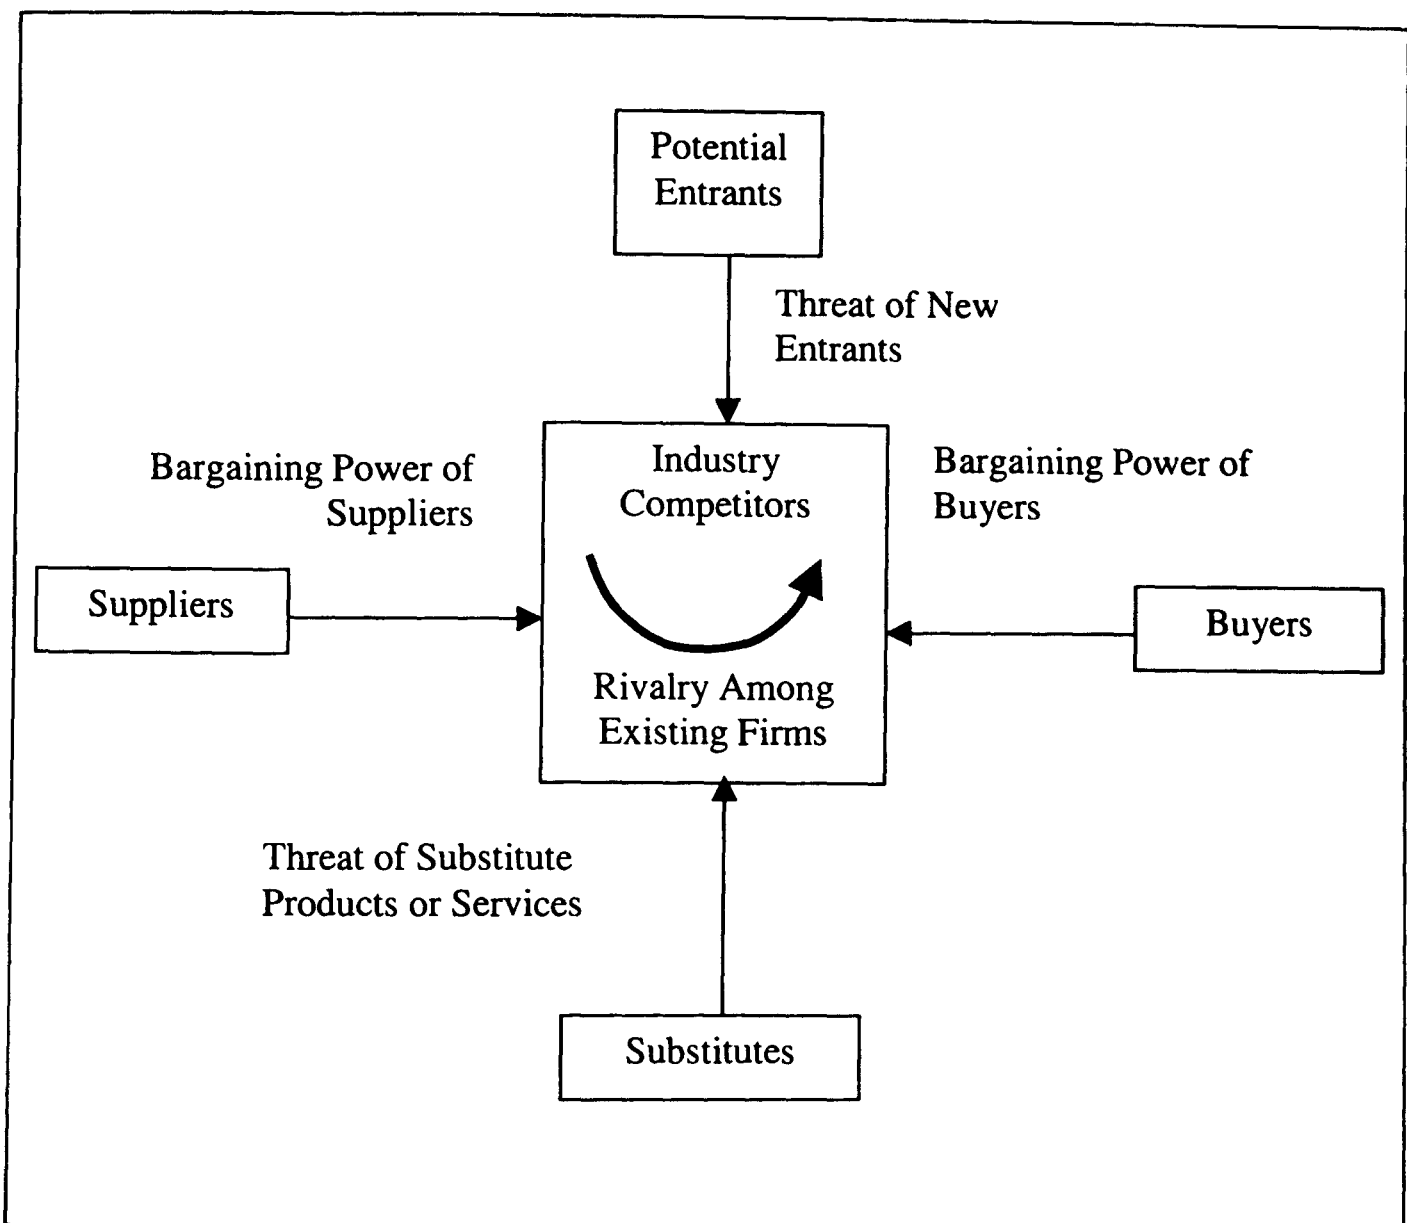 Potential
Entrants
Threat of New
Entrants
Bargaining Power of
Suppliers
Industry
Competitors
Bargaining Power of
Buyers
Suppliers
Buyers
Rivalry Among
Existing Firms
Threat of Substitute
Products or Services
Substitutes